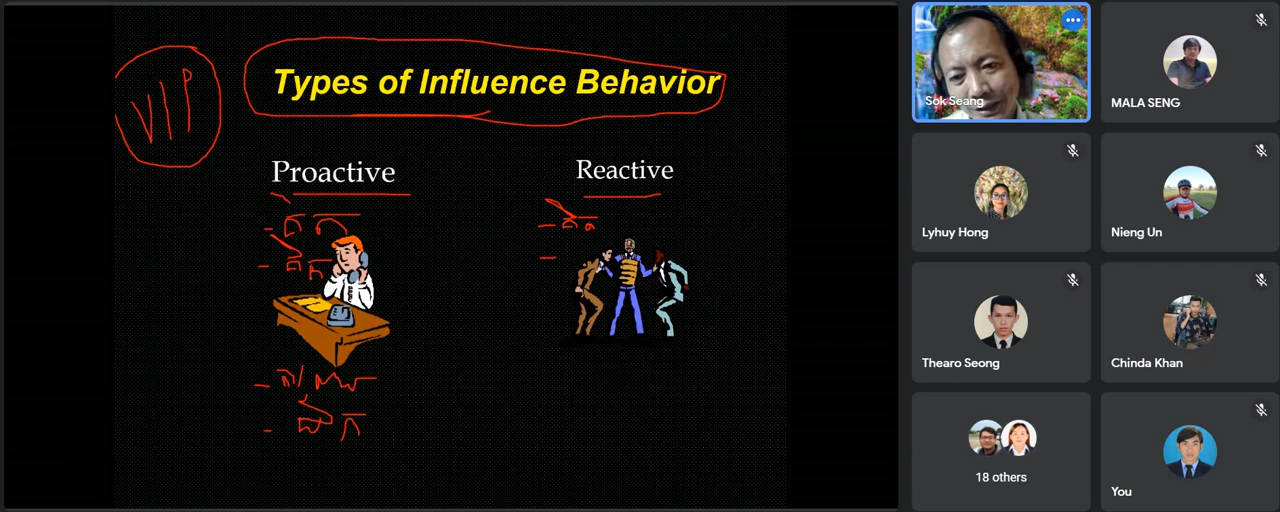 VIP
Types of Influence Behavior
Proactive
Reactive
Sok Seang
MALA SENG
Lyhuy Hong
Nieng Un
Thearo Seong
Chinda Khan
18 others
You